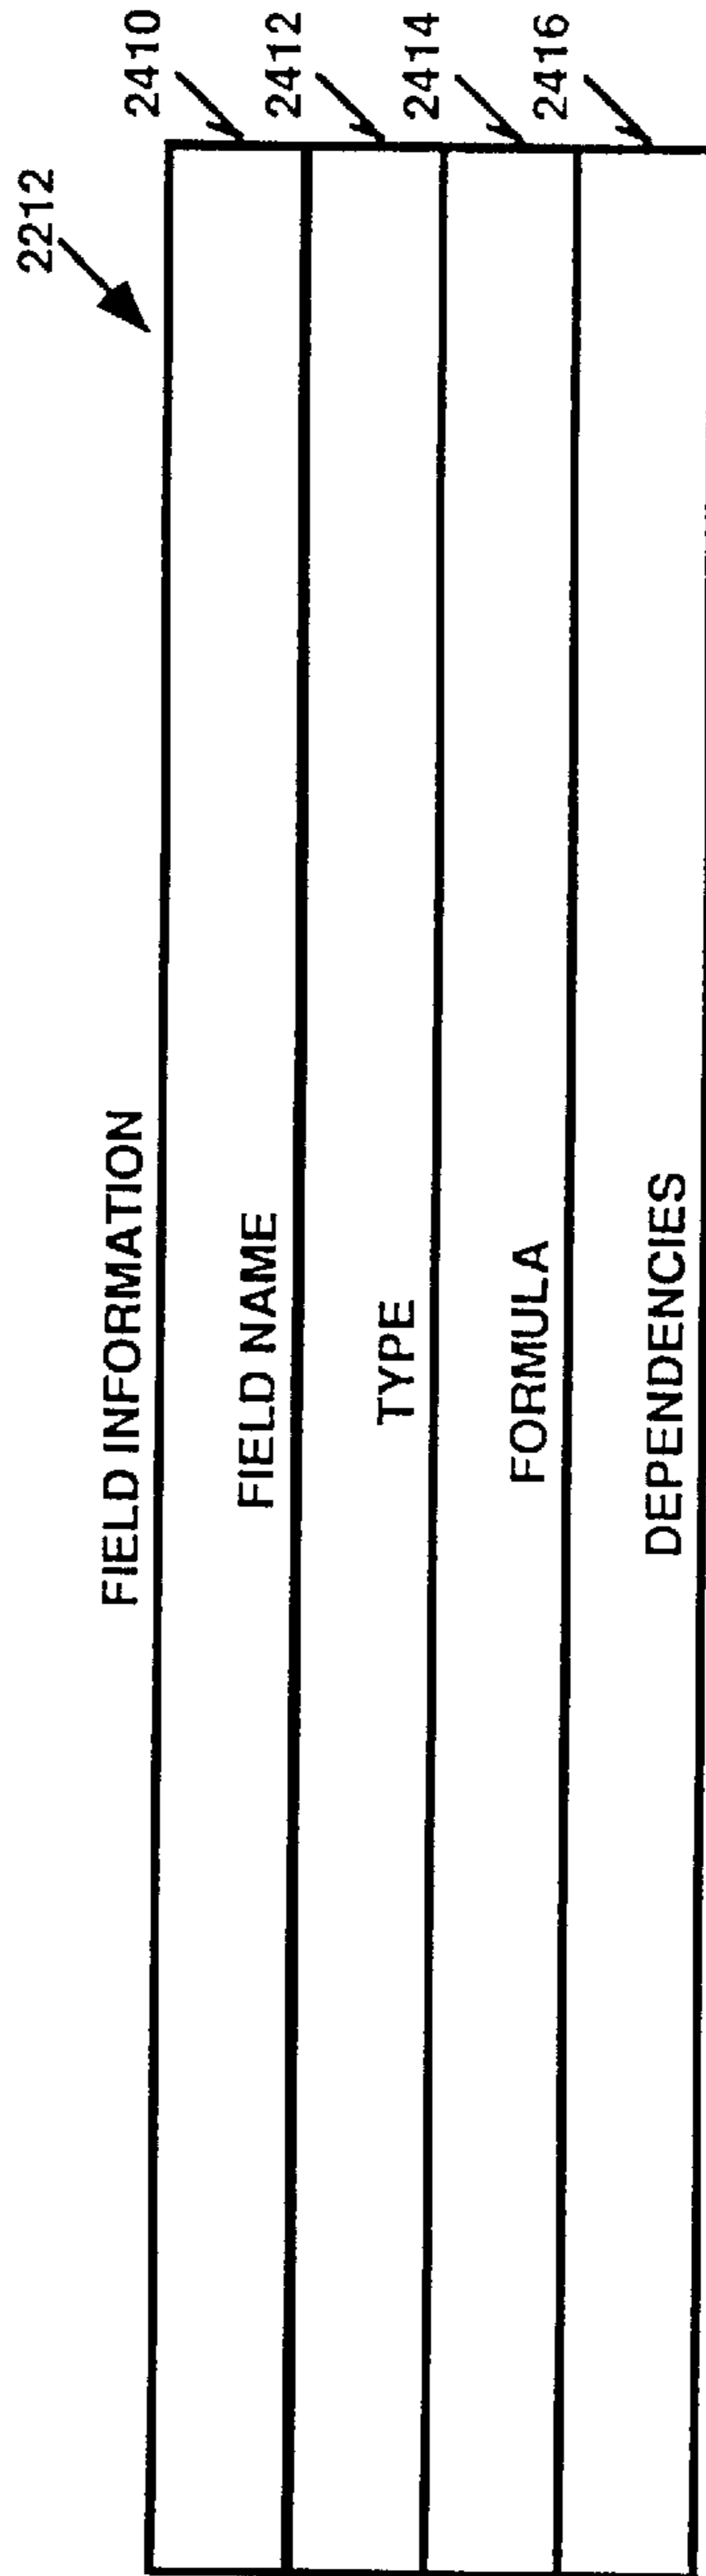 2212
FIELD INFORMATION
FIELD NAME 2410
TYPE 2412
FORMULA 2414
DEPENDENCIES 2416